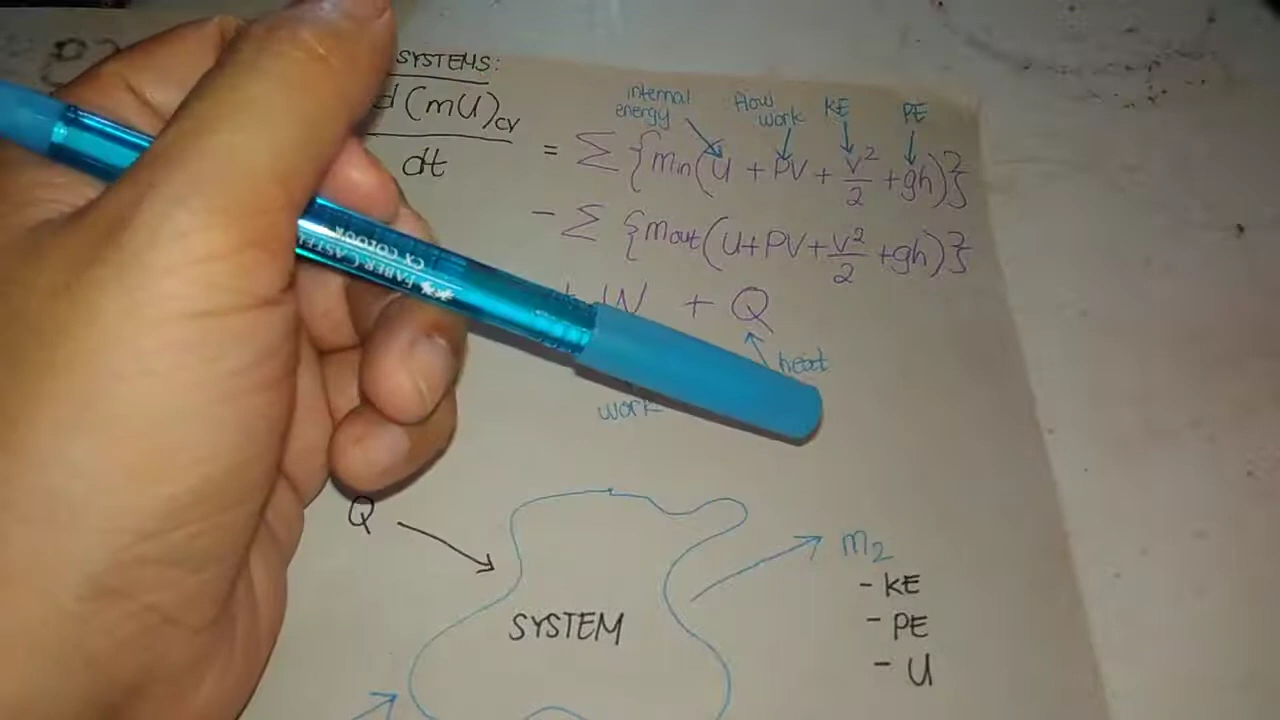 SYSTEMS:
internal energy flow work KE PE
d(mU)cv
dt
= Σ {min(U + PV + v²/2 + gh)}
- Σ {mout(U+PV+v²/2+gh)}
+ Q
heat
work
FABER CASTELL
CX COLOUR
Q
m2
- KE
SYSTEM
- PE
- U